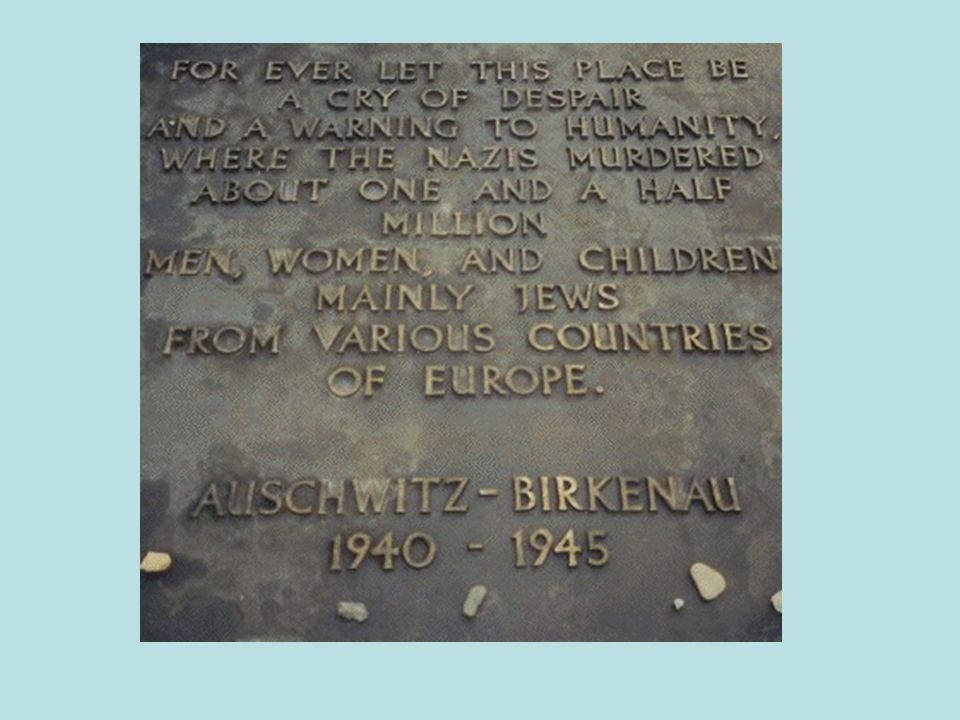 FOR EVER LET THIS PLACE BE
A CRY OF DESPAIR
AND A WARNING TO HUMANITY,
WHERE THE NAZIS MURDERED
ABOUT ONE AND A HALF
MILLION
MEN, WOMEN, AND CHILDREN
MAINLY JEWS
FROM VARIOUS COUNTRIES
OF EUROPE.
AUSCHWITZ - BIRKENAU
1940 - 1945